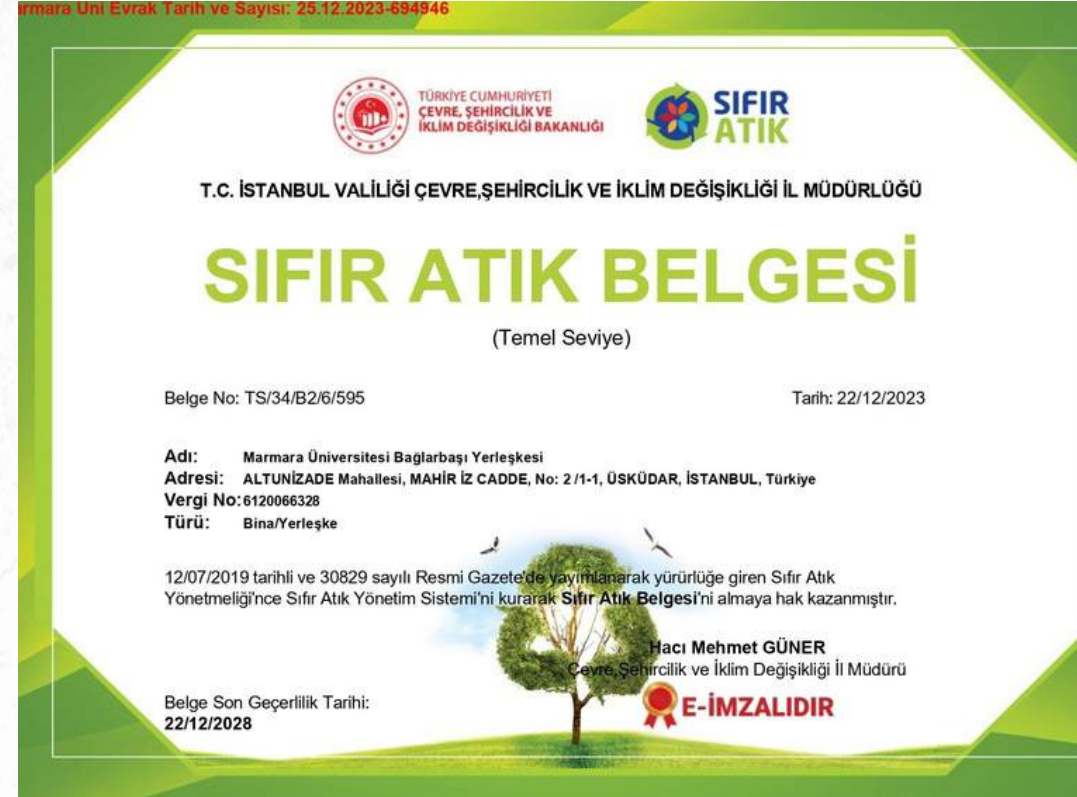 armara Üni Evrak Tarih ve Sayısı: 25.12.2023-694946
TÜRKİYE CUMHURİYETİ
ÇEVRE, ŞEHİRCİLİK VE
İKLİM DEĞİŞİKLİĞİ BAKANLIĞI
SIFIR
ATIK
T.C. İSTANBUL VALİLİĞİ ÇEVRE,ŞEHİRCİLİK VE İKLİM DEĞİŞİKLİĞİ İL MÜDÜRLÜĞÜ
SIFIR ATIK BELGESİ
(Temel Seviye)
Belge No: TS/34/B2/6/595 Tarih: 22/12/2023
Adı: Marmara Üniversitesi Bağlarbaşı Yerleşkesi
Adresi: ALTUNİZADE Mahallesi, MAHİR İZ CADDE, No: 2 /1-1, ÜSKÜDAR, İSTANBUL, Türkiye
Vergi No: 6120066328
Türü: Bina/Yerleşke
12/07/2019 tarihli ve 30829 sayılı Resmi Gazete'de yayımlanarak yürürlüğe giren Sıfır Atık
Yönetmeliği'nce Sıfır Atık Yönetim Sistemi'ni kurarak Sıfır Atık Belgesi'ni almaya hak kazanmıştır.
Hacı Mehmet GÜNER
Çevre,Şehircilik ve İklim Değişikliği İl Müdürü
E-İMZALIDIR
Belge Son Geçerlilik Tarihi:
22/12/2028